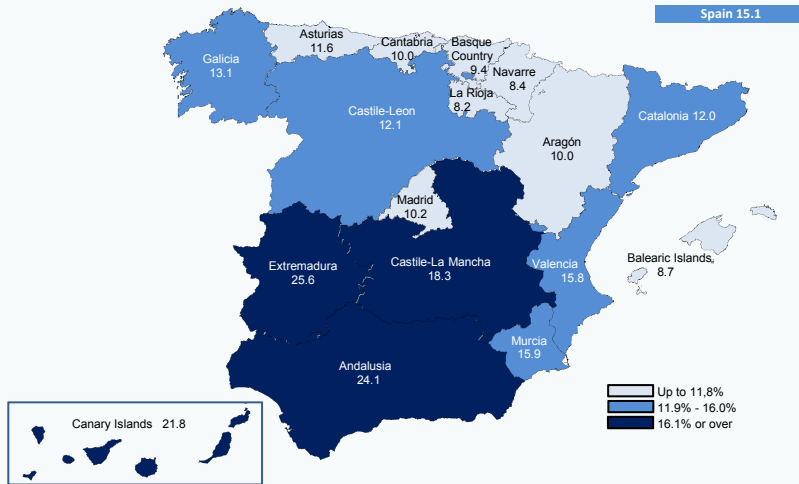 Spain 15.1
Asturias
11.6
Cantabria
10.0
Basque
Country
9.4
Navarre
8.4
Galicia
13.1
La Rioja
8.2
Castile-Leon
12.1
Catalonia 12.0
Aragón
10.0
Madrid
10.2
Balearic Islands
8.7
Extremadura
25.6
Castile-La Mancha
18.3
Valencia
15.8
Murcia
15.9
Andalusia
24.1
Canary Islands 21.8
Up to 11,8%
11.9% - 16.0%
16.1% or over